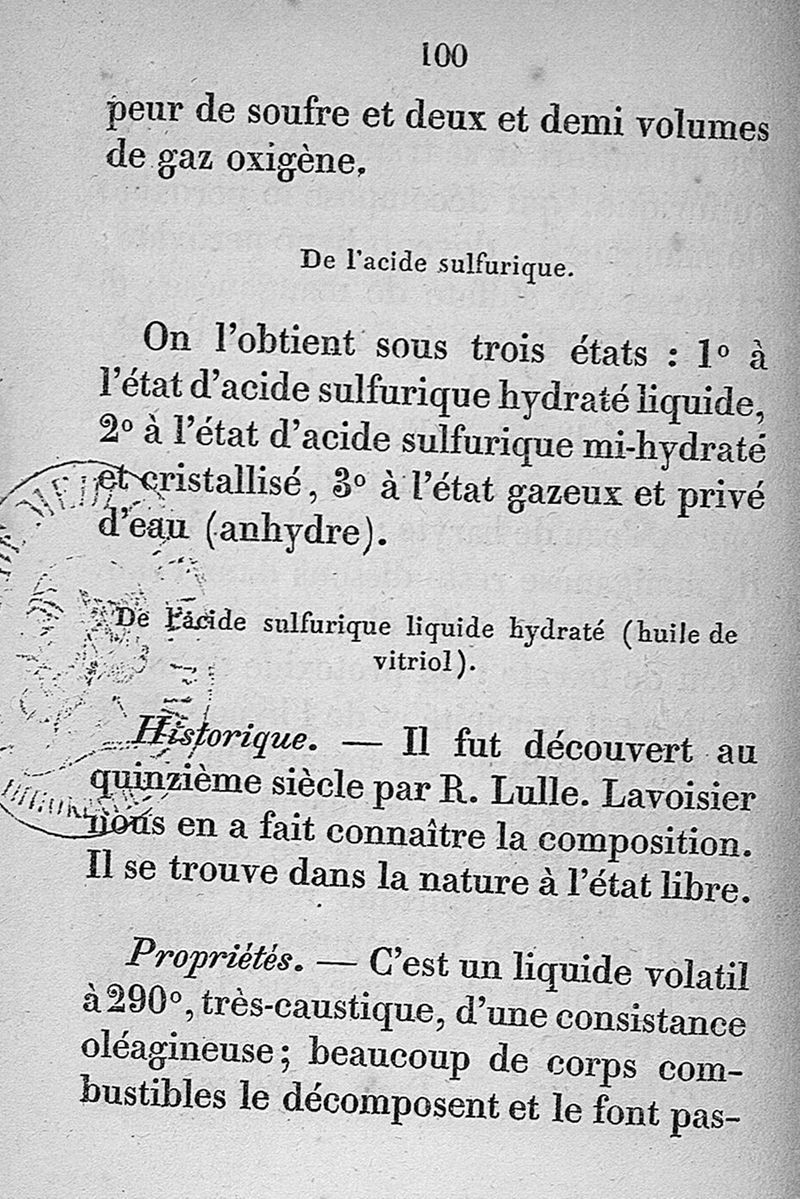 100
peur de soufre et deux et demi volumes
de gaz oxigène.
De l'acide sulfurique.
On l'obtient sous trois états : 1º à
l'état d'acide sulfurique hydraté liquide,
2º à l'état d'acide sulfurique mi-hydraté
et cristallisé, 3º à l'état gazeux et privé
d'eau (anhydre).
De l'acide sulfurique liquide hydraté (huile de
vitriol).
Historique. — Il fut découvert au
quinzième siècle par R. Lulle. Lavoisier
nous en a fait connaître la composition.
Il se trouve dans la nature à l'état libre.
Propriétés. — C'est un liquide volatil
à 290º, très-caustique, d'une consistance
oléagineuse; beaucoup de corps com-
bustibles le décomposent et le font pas-